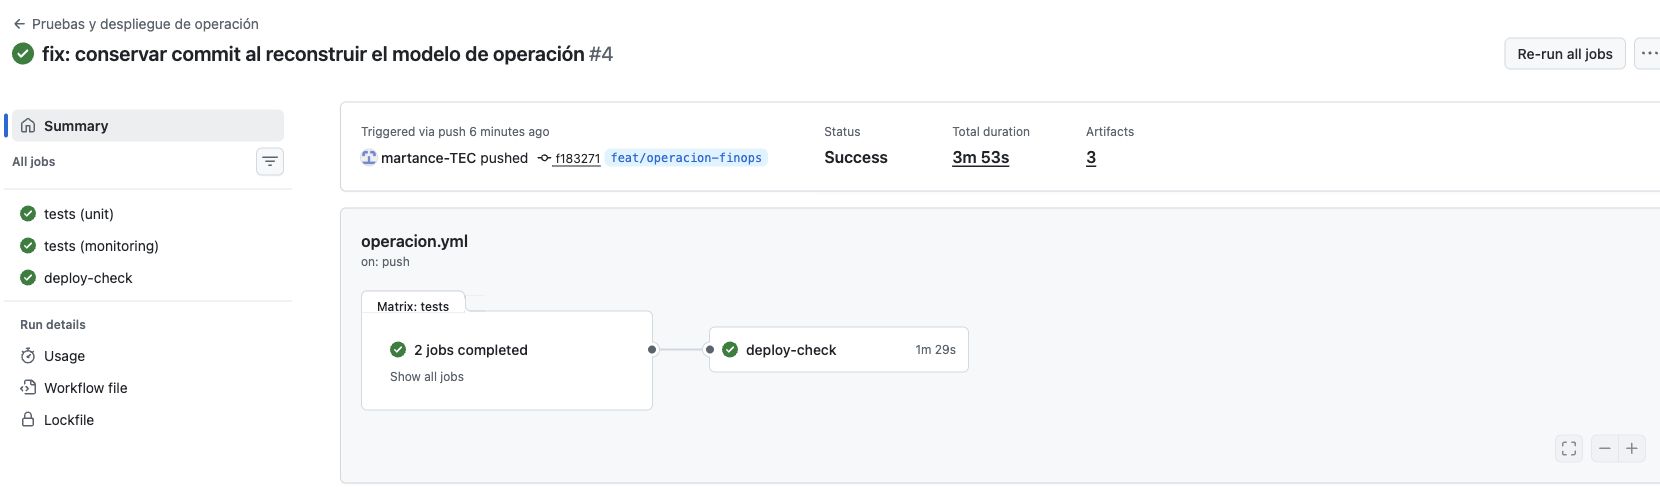 Pruebas y despliegue de operación
fix: conservar commit al reconstruir el modelo de operación #4
Re-run all jobs
Summary
All jobs
tests (unit)
tests (monitoring)
deploy-check
Run details
Usage
Workflow file
Lockfile
Triggered via push 6 minutes ago
martance-TEC pushed f183271 feat/operacion-finops
Status
Success
Total duration
3m 53s
Artifacts
3
operacion.yml
on: push
Matrix: tests
2 jobs completed
Show all jobs
deploy-check 1m 29s